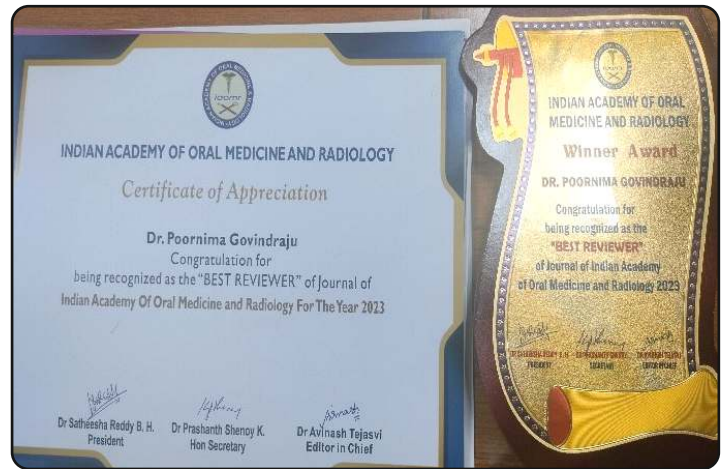 iaomr
INDIAN ACADEMY OF ORAL MEDICINE AND RADIOLOGY
Certificate of Appreciation
Dr. Poornima Govindraju
Congratulation for
being recognized as the "BEST REVIEWER" of Journal of
Indian Academy Of Oral Medicine and Radiology For The Year 2023
Dr Satheesha Reddy B. H.
President
Dr Prashanth Shenoy K.
Hon Secretary
Dr Avinash Tejasvi
Editor in Chief
INDIAN ACADEMY OF ORAL
MEDICINE AND RADIOLOGY
Winner Award
DR. POORNIMA GOVINDRAJU
Congratulation for
being recognized as the
"BEST REVIEWER"
of Journal of Indian Academy
of Oral Medicine and Radiology 2023
PRESIDENT
SECRETARY